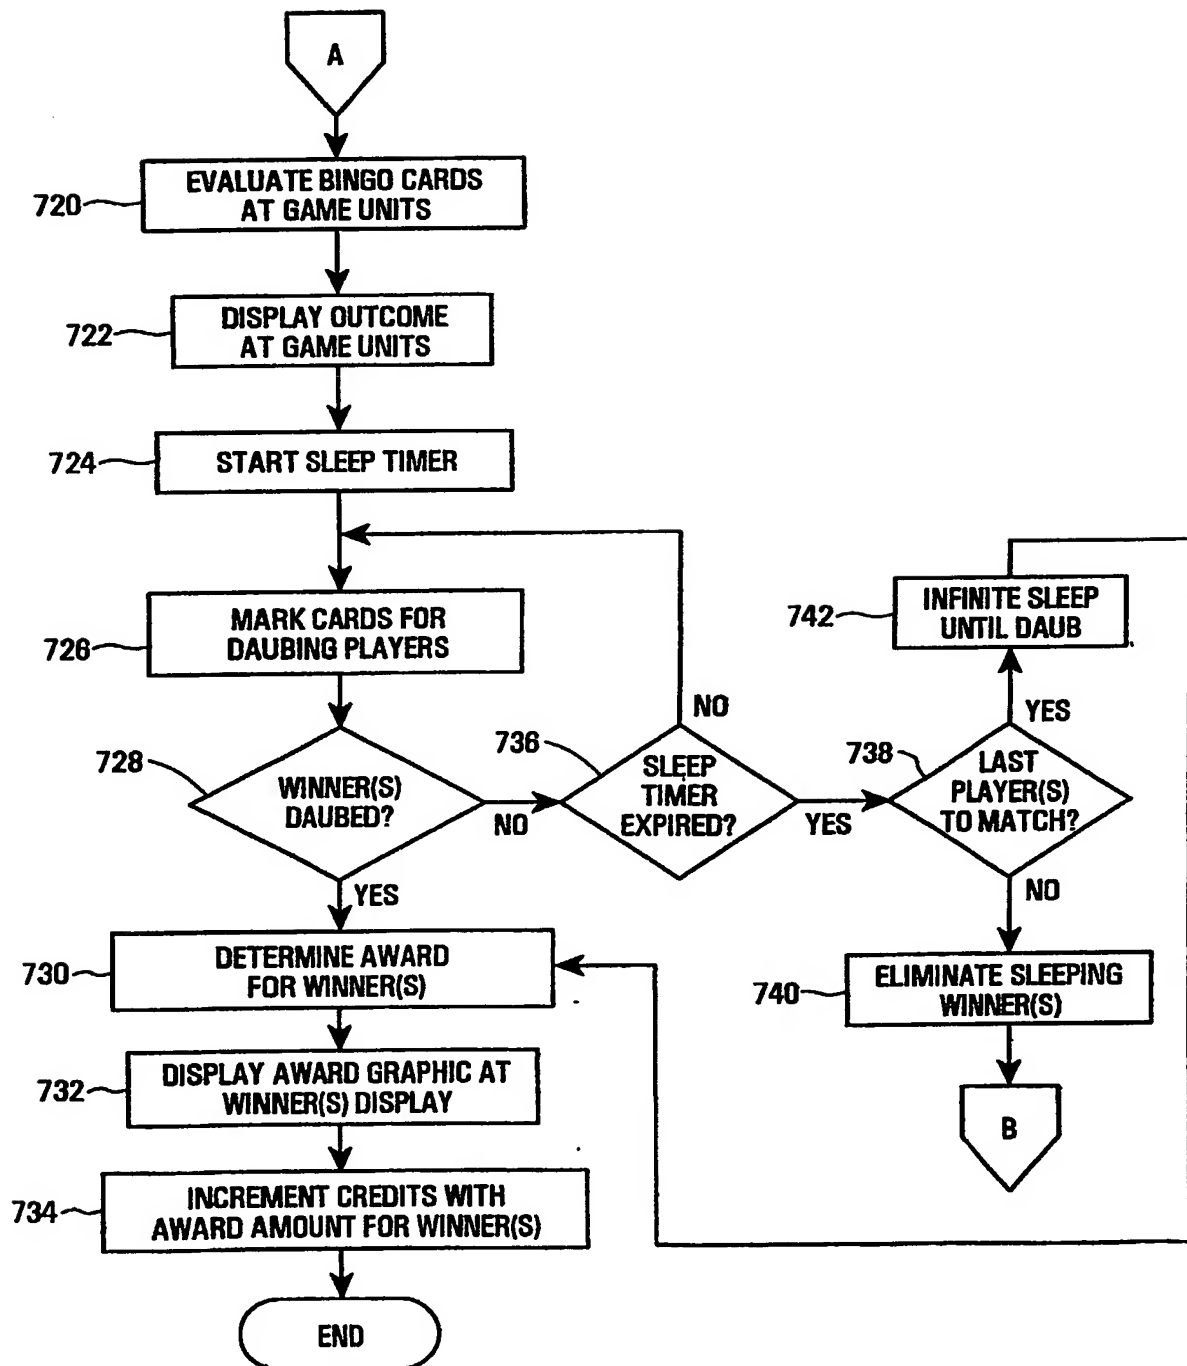 A
720
EVALUATE BINGO CARDS
AT GAME UNITS
722
DISPLAY OUTCOME
AT GAME UNITS
724
START SLEEP TIMER
726
MARK CARDS FOR
DAUBING PLAYERS
728
WINNER(S)
DAUBED?
NO
YES
736
SLEEP
TIMER
EXPIRED?
NO
YES
738
LAST
PLAYER(S)
TO MATCH?
YES
NO
742
INFINITE SLEEP
UNTIL DAUB
740
ELIMINATE SLEEPING
WINNER(S)
B
730
DETERMINE AWARD
FOR WINNER(S)
732
DISPLAY AWARD GRAPHIC AT
WINNER(S) DISPLAY
734
INCREMENT CREDITS WITH
AWARD AMOUNT FOR WINNER(S)
END